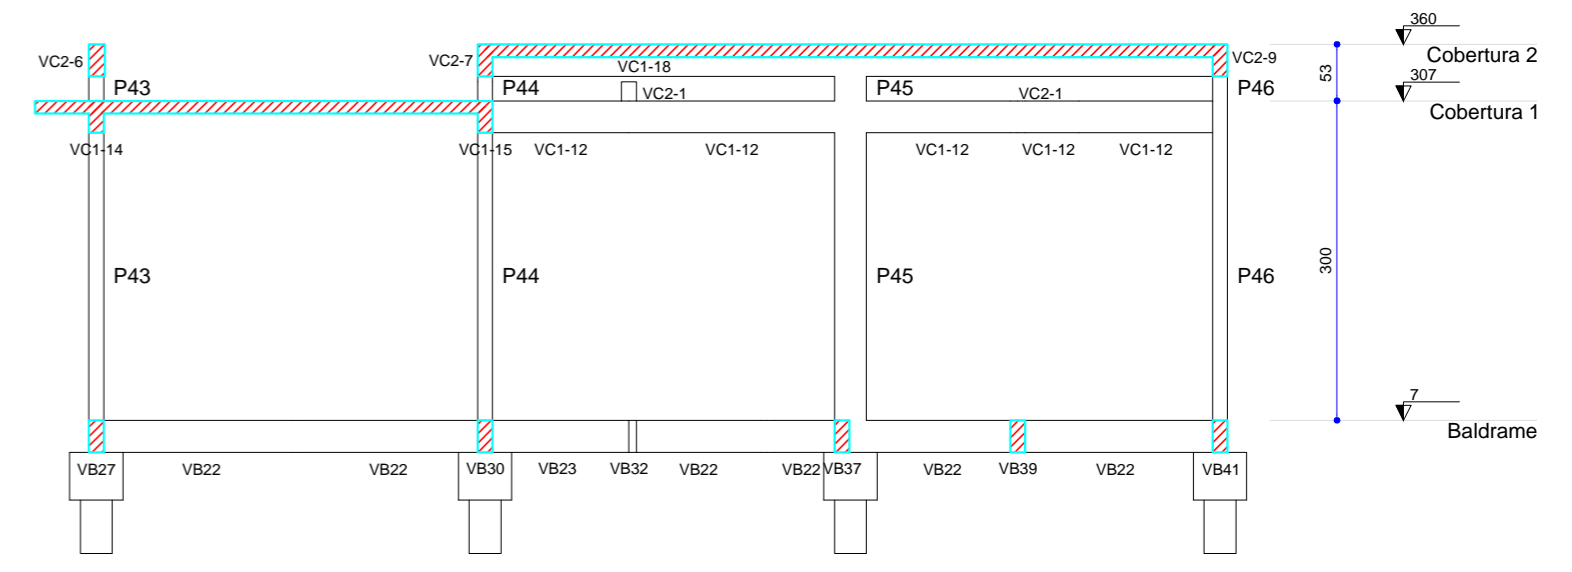 360
Cobertura 2
VC2-6
VC2-7
VC1-18
VC2-9
53
307
P43
P44
VC2-1
P45
VC2-1
P46
Cobertura 1
VC1-14
VC1-15
VC1-12
VC1-12
VC1-12
VC1-12
VC1-12
300
P43
P44
P45
P46
7
Baldrame
VB27
VB22
VB22
VB30
VB23
VB32
VB22
VB22
VB37
VB22
VB39
VB22
VB41